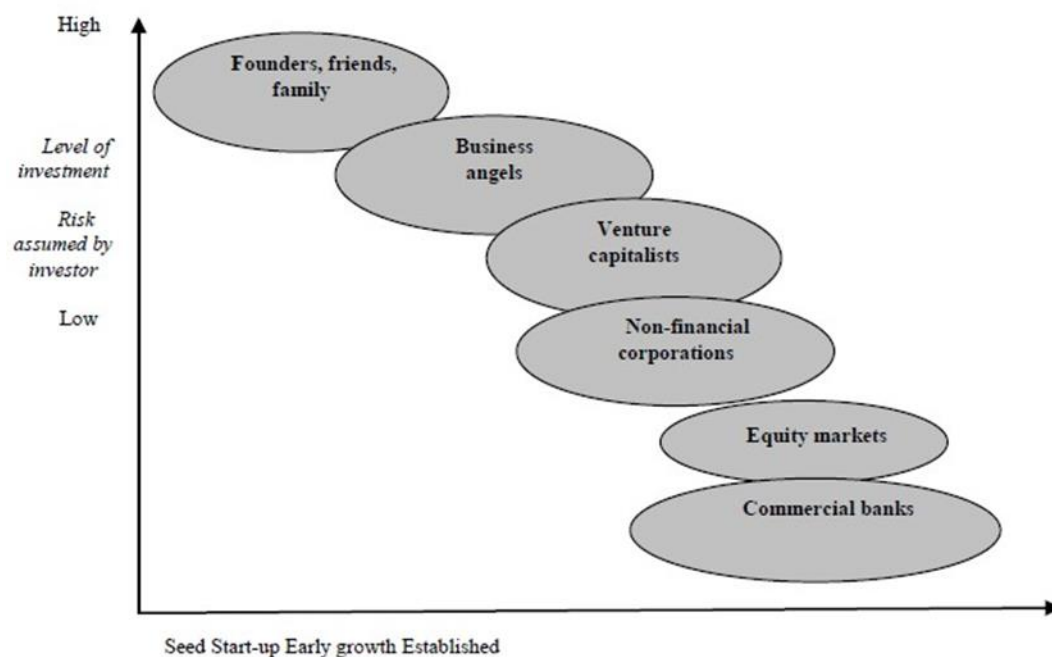 High
Founders, friends,
family
Level of
investment
Business
angels
Risk
assumed by
investor
Venture
capitalists
Low
Non-financial
corporations
Equity markets
Commercial banks
Seed Start-up Early growth Established